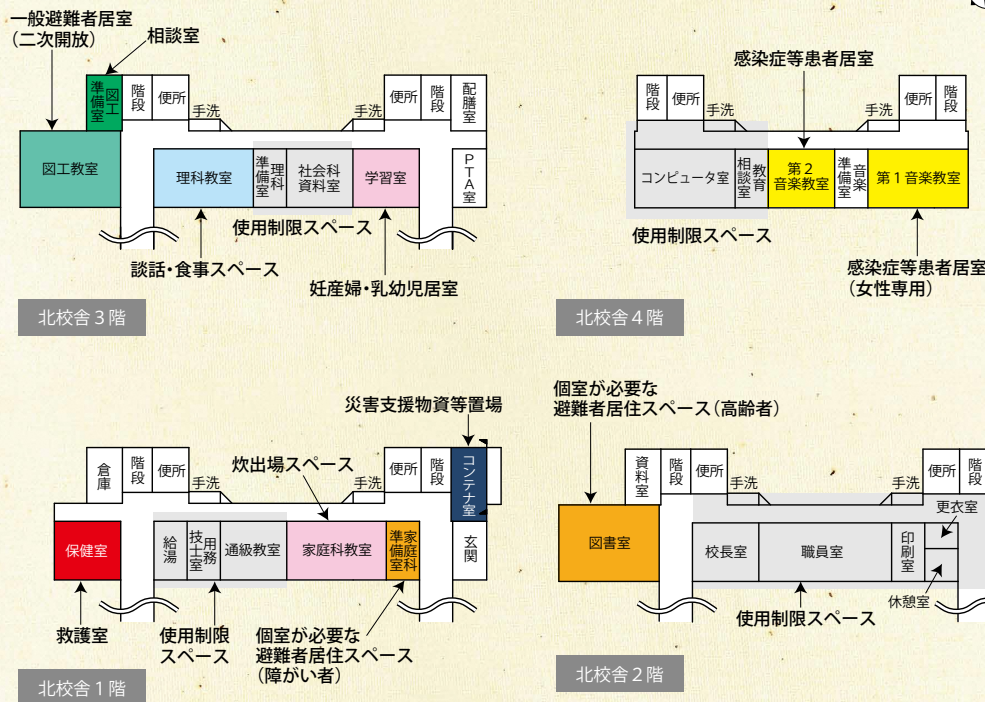 一般避難者居室
(二次開放)
相談室
図工
準備室
階段
便所
手洗
手洗
便所
階段
配膳室
図工教室
理科教室
理科
準備室
社会科
資料室
学習室
PTA室
使用制限スペース
談話・食事スペース
妊産婦・乳幼児居室
北校舎3階
感染症等患者居室
階段
便所
手洗
手洗
便所
階段
コンピュータ室
教育
相談室
第2
音楽教室
音楽
準備室
第1音楽教室
使用制限スペース
感染症等患者居室
(女性専用)
北校舎4階
災害支援物資等置場
倉庫
階段
便所
手洗
炊出場スペース
手洗
便所
階段
コンテナ室
保健室
給湯
用務
技士室
通級教室
家庭科教室
家庭科
準備室
玄関
救護室
使用制限
スペース
個室が必要な
避難者居住スペース
(障がい者)
北校舎1階
個室が必要な
避難者居住スペース(高齢者)
資料室
階段
便所
手洗
手洗
便所
階段
図書室
校長室
職員室
印刷室
更衣室
休憩室
使用制限スペース
北校舎2階